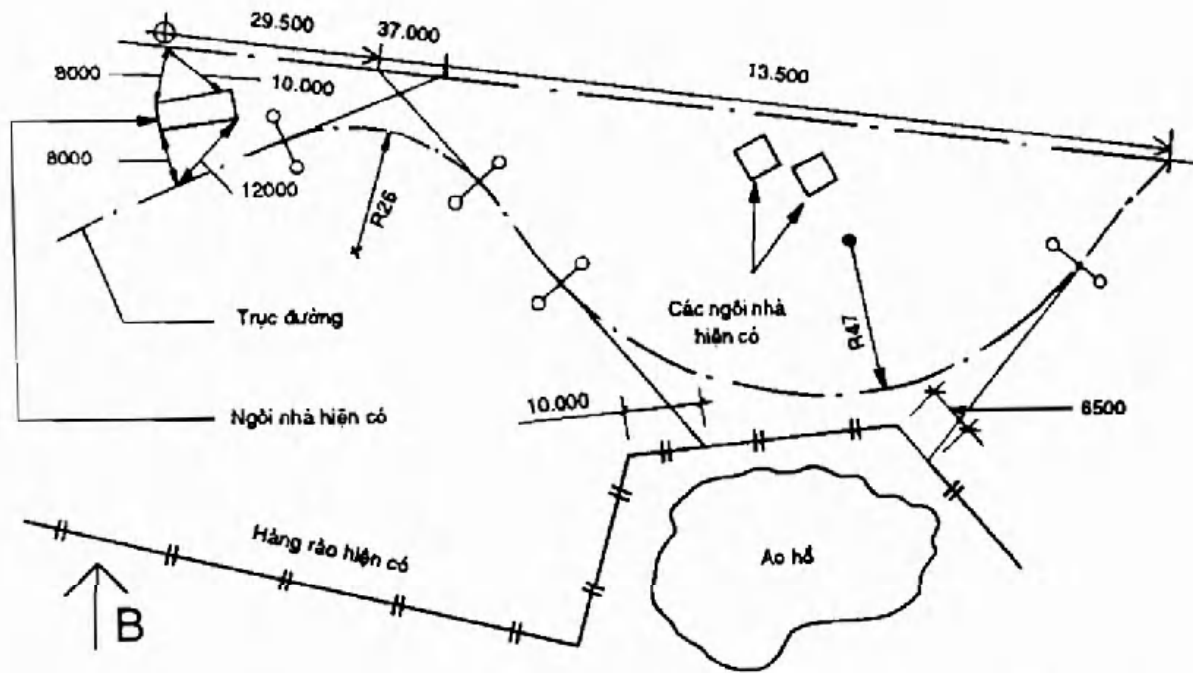 29.500
37.000
13.500
8000
10.000
8000
12000
R26
Trục đường
Các ngôi nhà
hiện có
R47
10.000
6500
Ngôi nhà hiện có
Hàng rào hiện có
Ao hồ
B